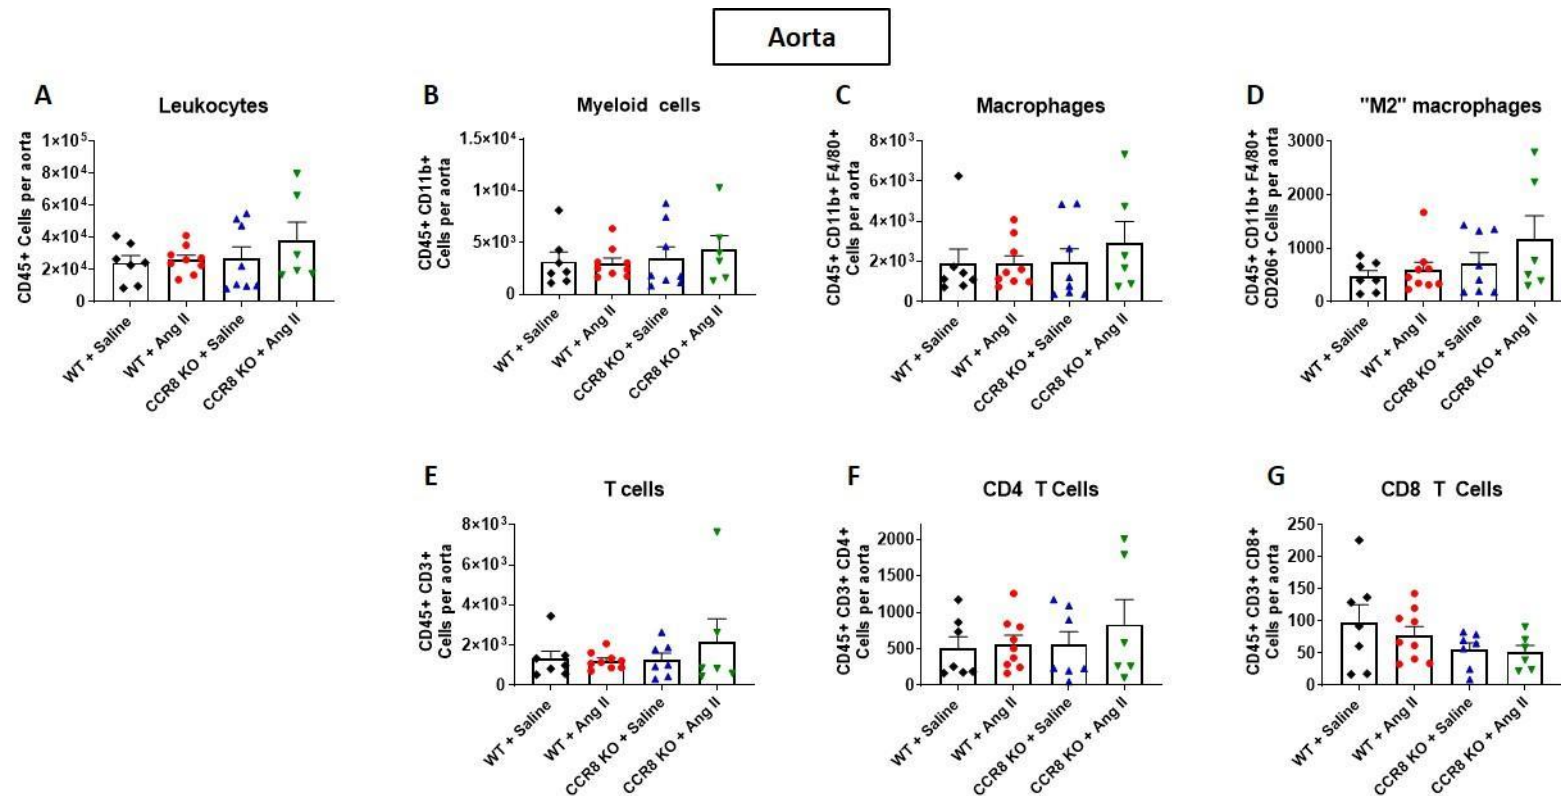 Aorta
A
Leukocytes
CD45+ Cells per aorta
1×10⁵
8×10⁴
6×10⁴
4×10⁴
2×10⁴
0
WT + Saline
WT + Ang II
CCR8 KO + Saline
CCR8 KO + Ang II
B
Myeloid cells
CD45+ CD11b+
Cells per aorta
1.5×10⁴
1×10⁴
5×10³
0
WT + Saline
WT + Ang II
CCR8 KO + Saline
CCR8 KO + Ang II
C
Macrophages
CD45+ CD11b+ F4/80+
Cells per aorta
8×10³
6×10³
4×10³
2×10³
0
WT + Saline
WT + Ang II
CCR8 KO + Saline
CCR8 KO + Ang II
D
"M2" macrophages
CD45+ CD11b+ F4/80+
CD206+ Cells per aorta
3000
2000
1000
0
WT + Saline
WT + Ang II
CCR8 KO + Saline
CCR8 KO + Ang II
E
T cells
CD45+ CD3+
Cells per aorta
8×10³
6×10³
4×10³
2×10³
0
WT + Saline
WT + Ang II
CCR8 KO + Saline
CCR8 KO + Ang II
F
CD4 T Cells
CD45+ CD3+ CD4+
Cells per aorta
2000
1500
1000
500
0
WT + Saline
WT + Ang II
CCR8 KO + Saline
CCR8 KO + Ang II
G
CD8 T Cells
CD45+ CD3+ CD8+
Cells per aorta
250
200
150
100
50
0
WT + Saline
WT + Ang II
CCR8 KO + Saline
CCR8 KO + Ang II